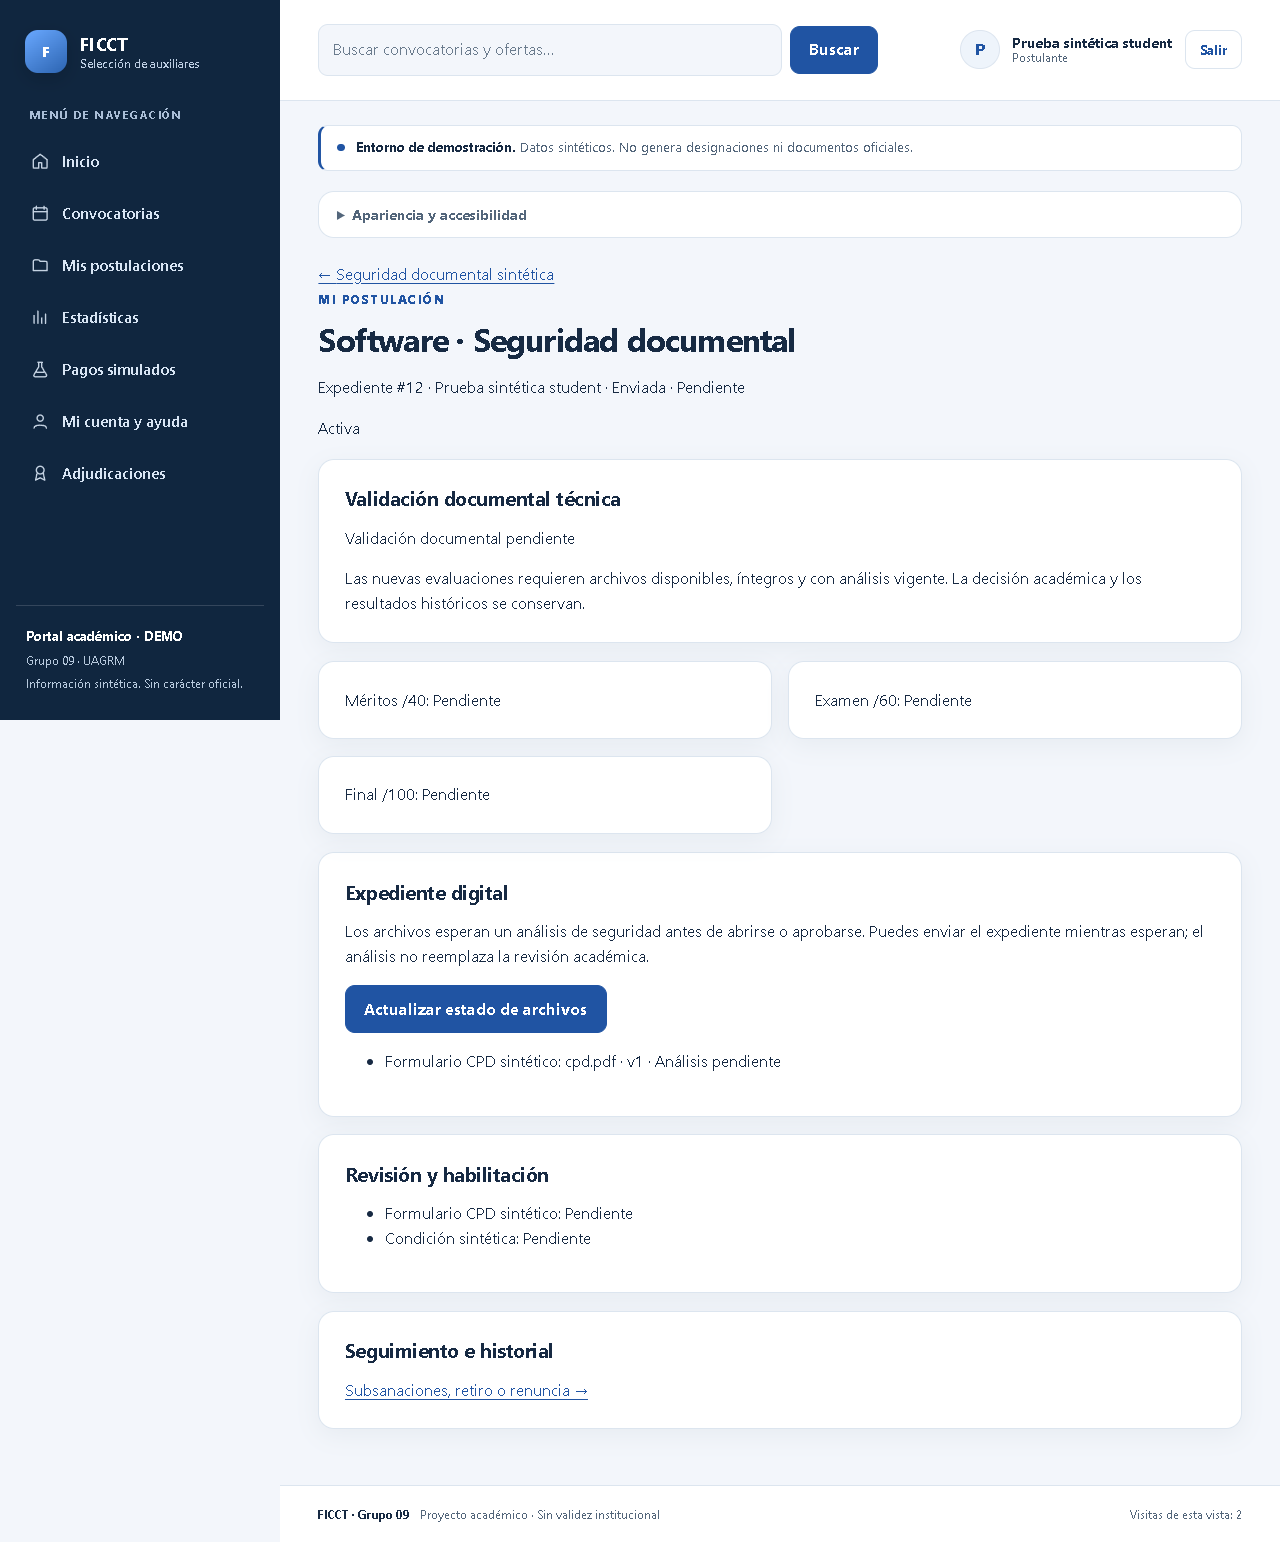 F
FICCT
Selección de auxiliares
MENÚ DE NAVEGACIÓN
Inicio
Convocatorias
Mis postulaciones
Estadísticas
Pagos simulados
Mi cuenta y ayuda
Adjudicaciones
Portal académico · DEMO
Grupo 09 · UAGRM
Información sintética. Sin carácter oficial.
Buscar convocatorias y ofertas...
Buscar
P
Prueba sintética student
Postulante
Salir
Entorno de demostración. Datos sintéticos. No genera designaciones ni documentos oficiales.
▶ Apariencia y accesibilidad
← Seguridad documental sintética
MI POSTULACIÓN
Software · Seguridad documental
Expediente #12 · Prueba sintética student · Enviada · Pendiente
Activa
Validación documental técnica
Validación documental pendiente
Las nuevas evaluaciones requieren archivos disponibles, íntegros y con análisis vigente. La decisión académica y los
resultados históricos se conservan.
Méritos /40: Pendiente
Examen /60: Pendiente
Final /100: Pendiente
Expediente digital
Los archivos esperan un análisis de seguridad antes de abrirse o aprobarse. Puedes enviar el expediente mientras esperan; el
análisis no reemplaza la revisión académica.
Actualizar estado de archivos
• Formulario CPD sintético: cpd.pdf · v1 · Análisis pendiente
Revisión y habilitación
• Formulario CPD sintético: Pendiente
• Condición sintética: Pendiente
Seguimiento e historial
Subsanaciones, retiro o renuncia →
FICCT · Grupo 09 Proyecto académico · Sin validez institucional
Visitas de esta vista: 2